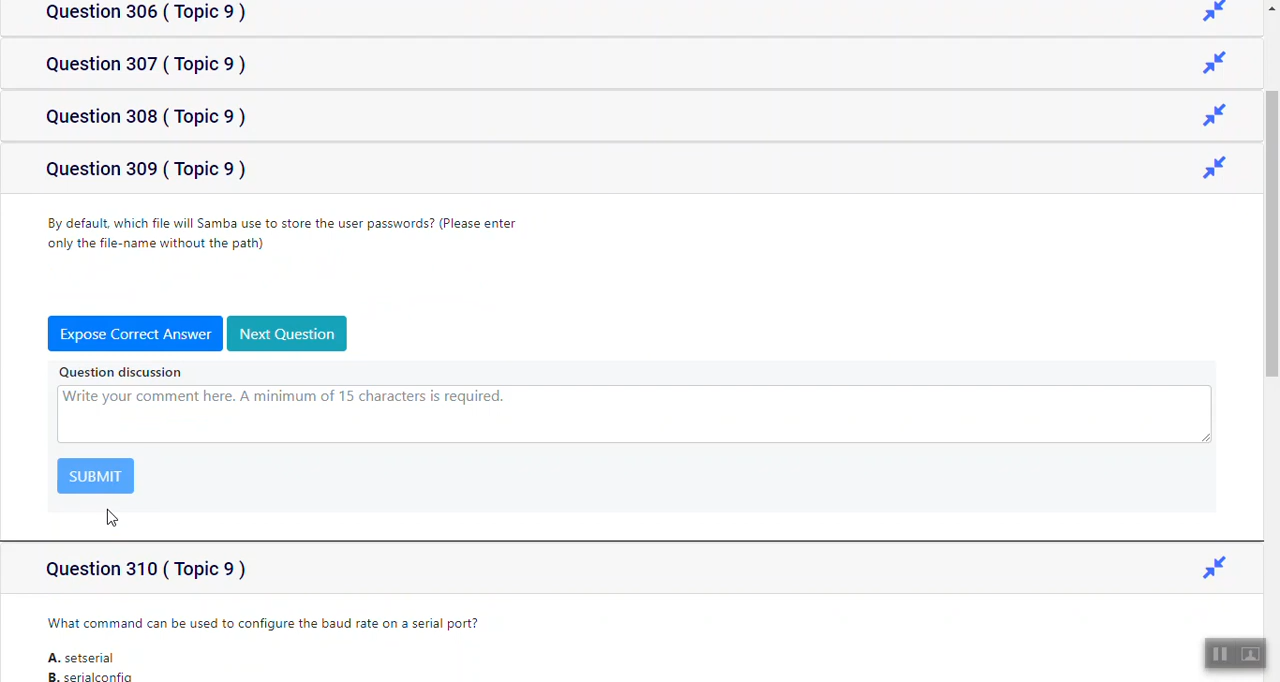 Question 306 ( Topic 9 )
Question 307 ( Topic 9 )
Question 308 ( Topic 9 )
Question 309 ( Topic 9 )
By default, which file will Samba use to store the user passwords? (Please enter
only the file-name without the path)
Expose Correct Answer Next Question
Question discussion
Write your comment here. A minimum of 15 characters is required.
SUBMIT
Question 310 ( Topic 9 )
What command can be used to configure the baud rate on a serial port?
A. setserial
B. serialconfig